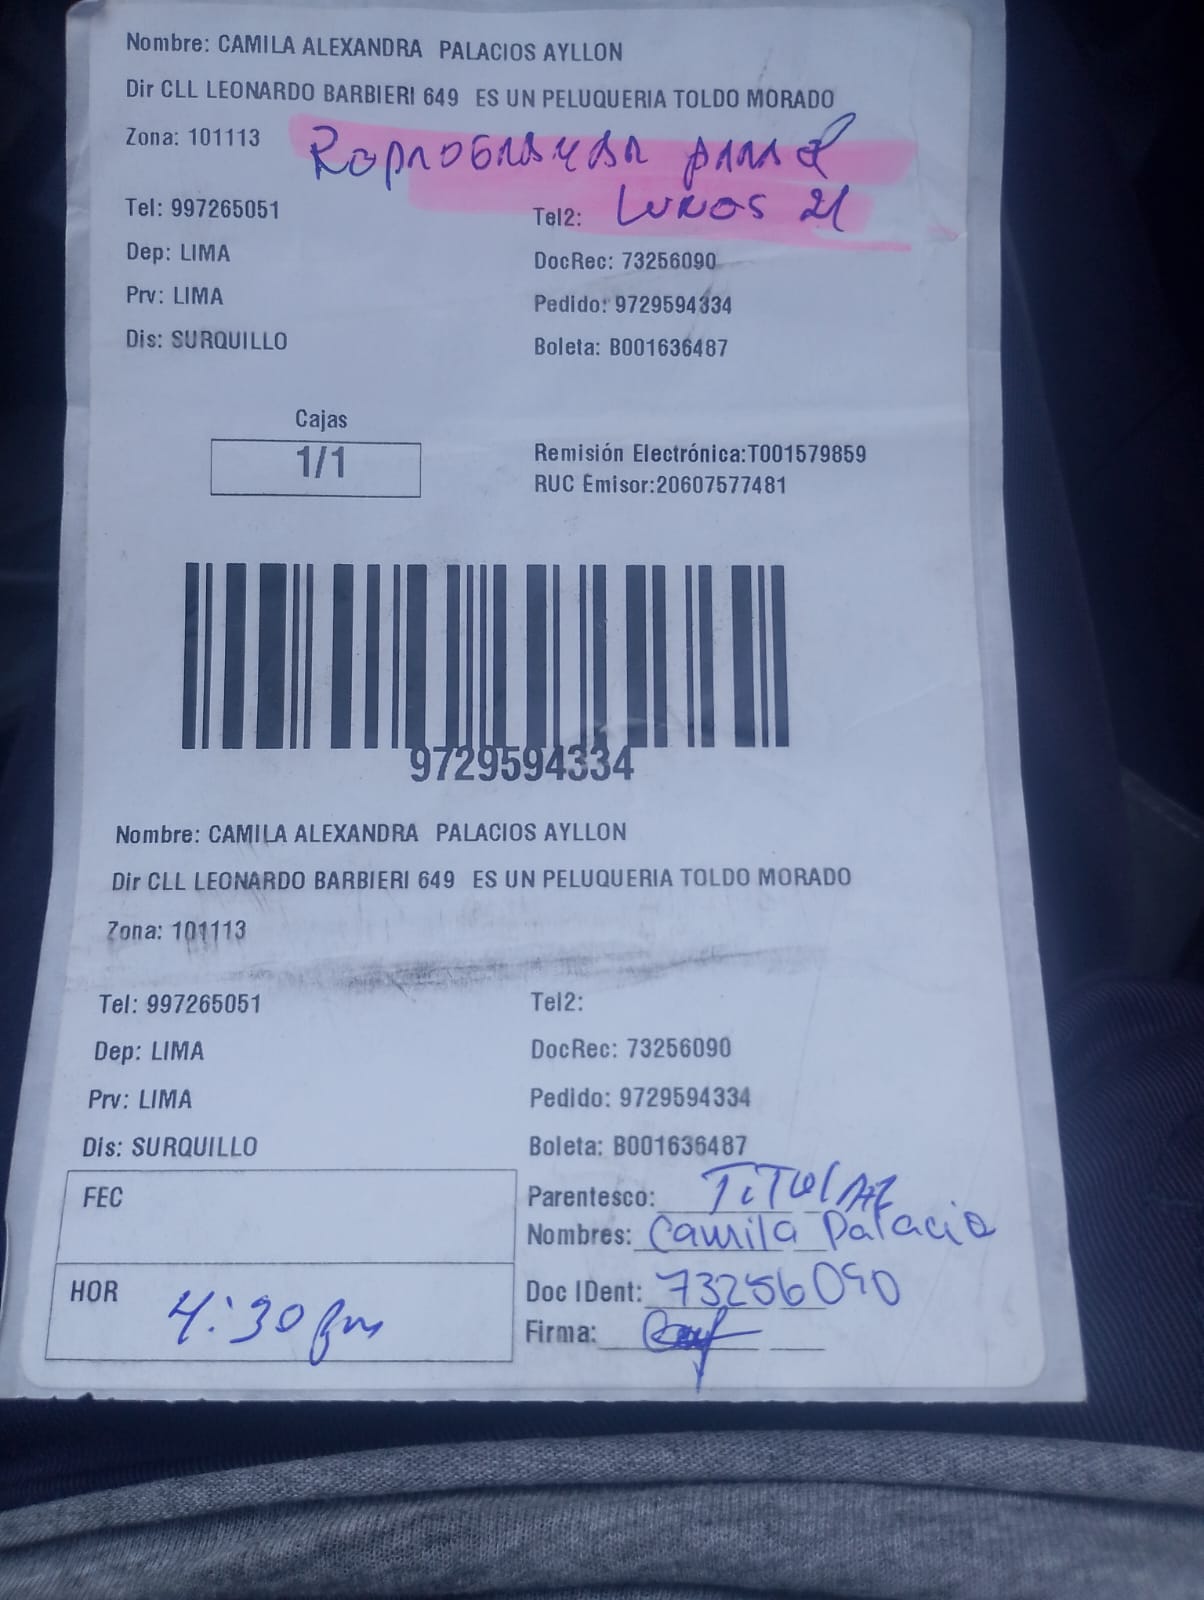 Nombre: CAMILA ALEXANDRA PALACIOS AYLLON
Dir CLL LEONARDO BARBIERI 649 ES UN PELUQUERIA TOLDO MORADO
Zona: 101113
Reprogramar para el
Lunes 21
Tel: 997265051
Tel2:
Dep: LIMA
DocRec: 73256090
Prv: LIMA
Pedido: 9729594334
Dis: SURQUILLO
Boleta: B001636487
Cajas
1/1
Remisión Electrónica:T001579859
RUC Emisor:20607577481
9729594334
Nombre: CAMILA ALEXANDRA PALACIOS AYLLON
Dir CLL LEONARDO BARBIERI 649 ES UN PELUQUERIA TOLDO MORADO
Zona: 101113
Tel: 997265051
Tel2:
Dep: LIMA
DocRec: 73256090
Prv: LIMA
Pedido: 9729594334
Dis: SURQUILLO
Boleta: B001636487
FEC
Parentesco: TITULAR
Nombres: Camila Palacio
HOR 4:30 pm
Doc IDent: 73256090
Firma: